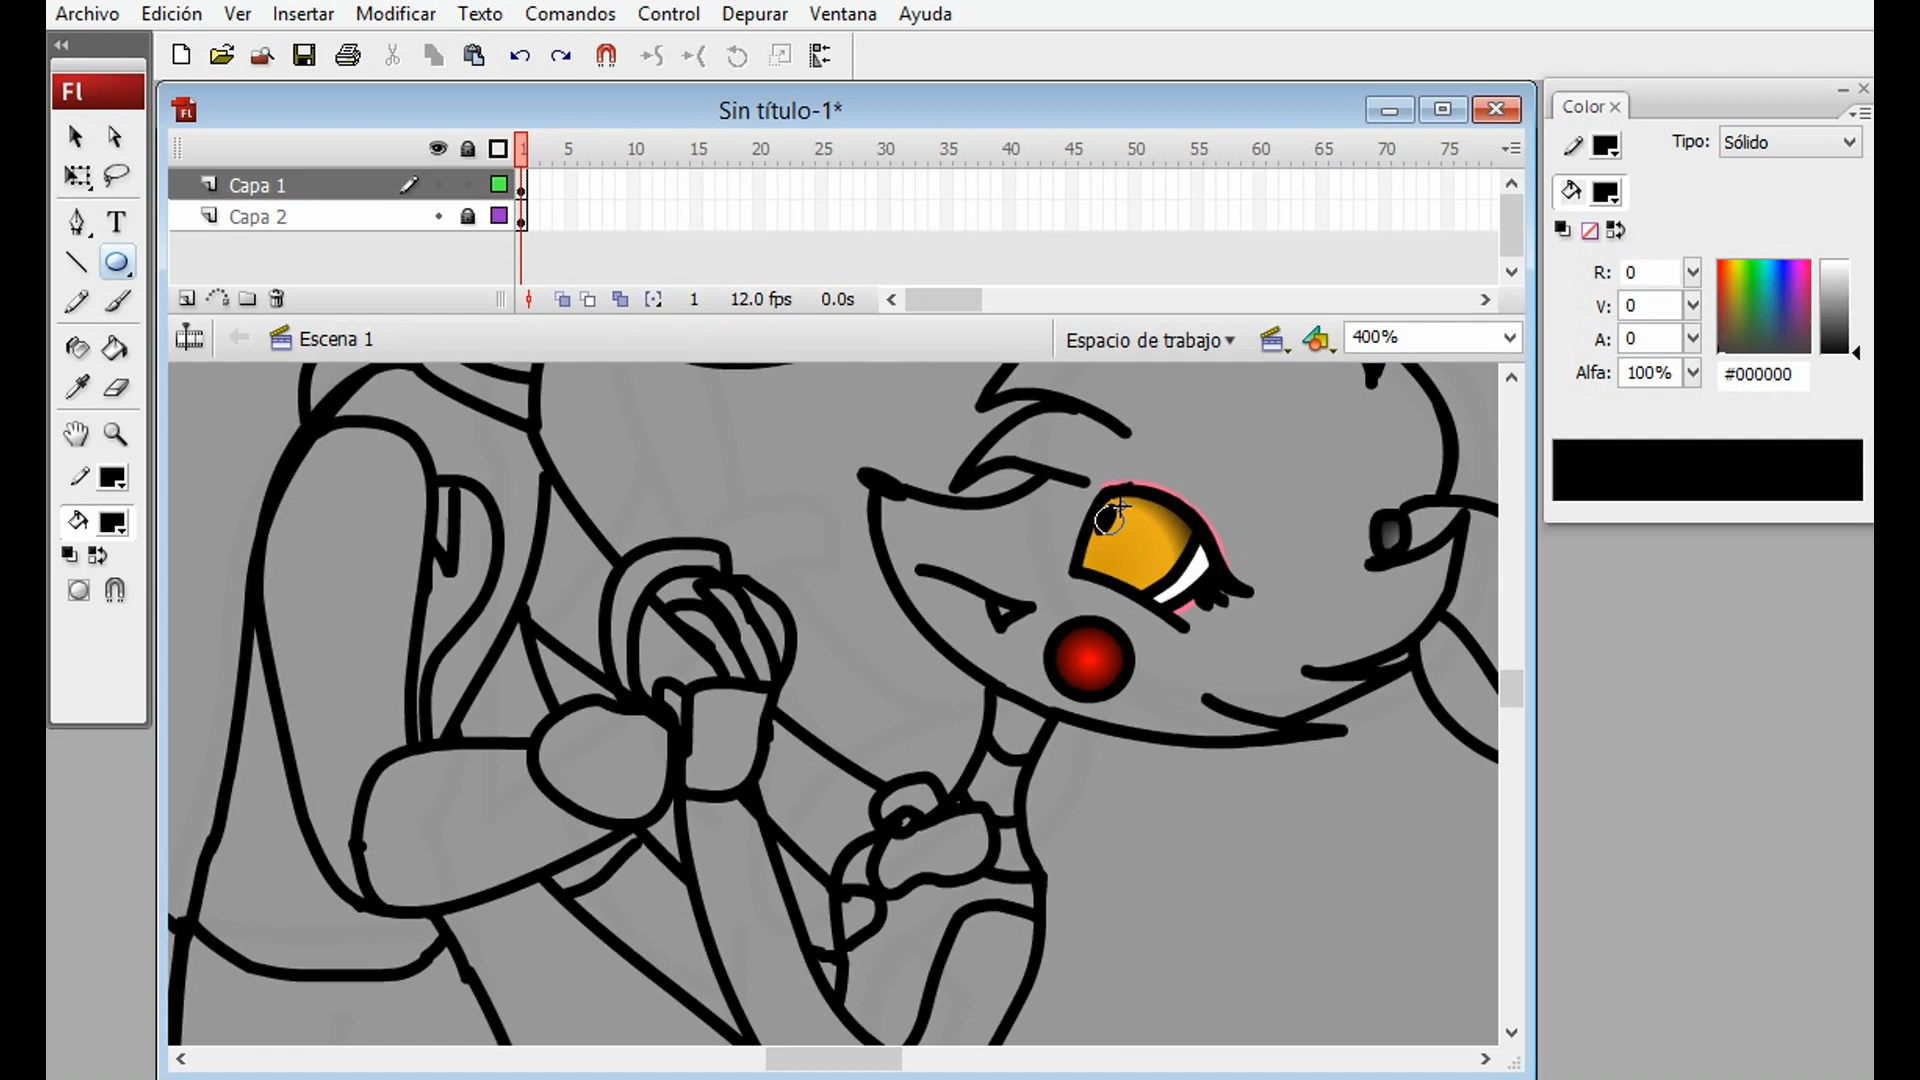 Archivo Edición Ver Insertar Modificar Texto Comandos Control Depurar Ventana Ayuda
Fl
Sin título-1*
1 5 10 15 20 25 30 35 40 45 50 55 60 65 70 75
Capa 1
Capa 2
1 12.0 fps 0.0s
Escena 1
Espacio de trabajo
400%
Color
Tipo: Sólido
R: 0
V: 0
A: 0
Alfa: 100% #000000